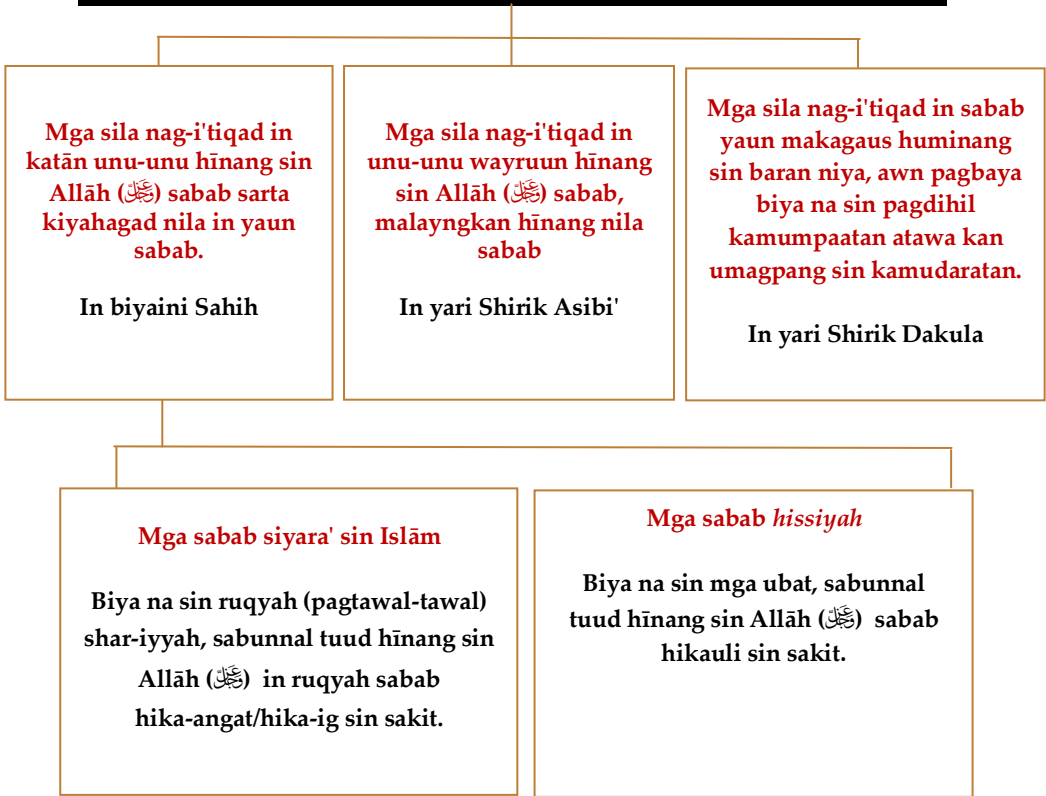 Mga sila nag-i'tiqad in
katān unu-unu hīnang sin
Allāh (ﷻ) sabab sarta
kiyahagad nila in yaun
sabab.
In biyaini Sahih
Mga sila nag-i'tiqad in
unu-unu wayruun hīnang
sin Allāh (ﷻ) sabab,
malayngkan hīnang nila
sabab
In yari Shirik Asibi'
Mga sila nag-i'tiqad in sabab
yaun makagaus huminang
sin baran niya, awn pagbaya
biya na sin pagdihil
kamumpaatan atawa kan
umagpang sin kamudaratan.
In yari Shirik Dakula
Mga sabab siyara' sin Islām
Biya na sin ruqyah (pagtawal-tawal)
shar-iyyah, sabunnal tuud hīnang sin
Allāh (ﷻ) in ruqyah sabab
hika-angat/hika-ig sin sakit.
Mga sabab hissiyah
Biya na sin mga ubat, sabunnal
tuud hīnang sin Allāh (ﷻ) sabab
hikauli sin sakit.